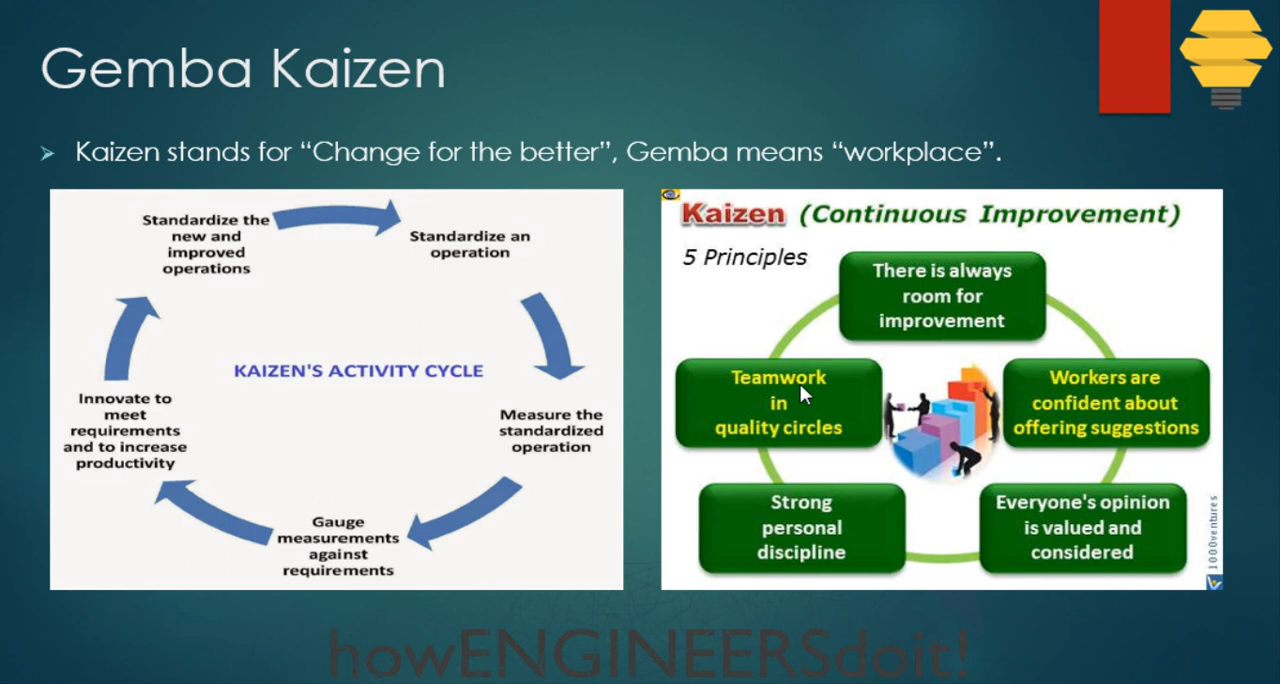 Gemba Kaizen
Kaizen stands for “Change for the better”, Gemba means “workplace”.
Standardize the
new and
improved
operations
Standardize an
operation
KAIZEN'S ACTIVITY CYCLE
Innovate to
meet
requirements
and to increase
productivity
Measure the
standardized
operation
Gauge
measurements
against
requirements
Kaizen (Continuous Improvement)
5 Principles
There is always
room for
improvement
Teamwork
in
quality circles
Workers are
confident about
offering suggestions
Strong
personal
discipline
Everyone's opinion
is valued and
considered
1000ventures
howENGINEERSdoit!